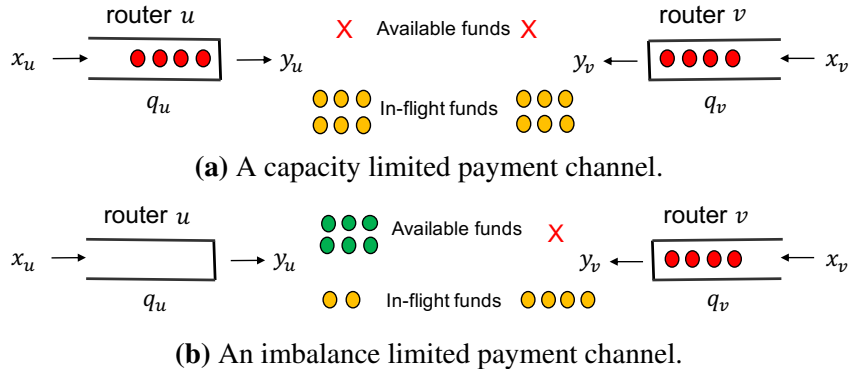 router u
X Available funds X
router v
x_u
y_u
y_v
x_v
q_u
In-flight funds
q_v
(a) A capacity limited payment channel.
router u
Available funds X
router v
x_u
y_u
y_v
x_v
q_u
In-flight funds
q_v
(b) An imbalance limited payment channel.